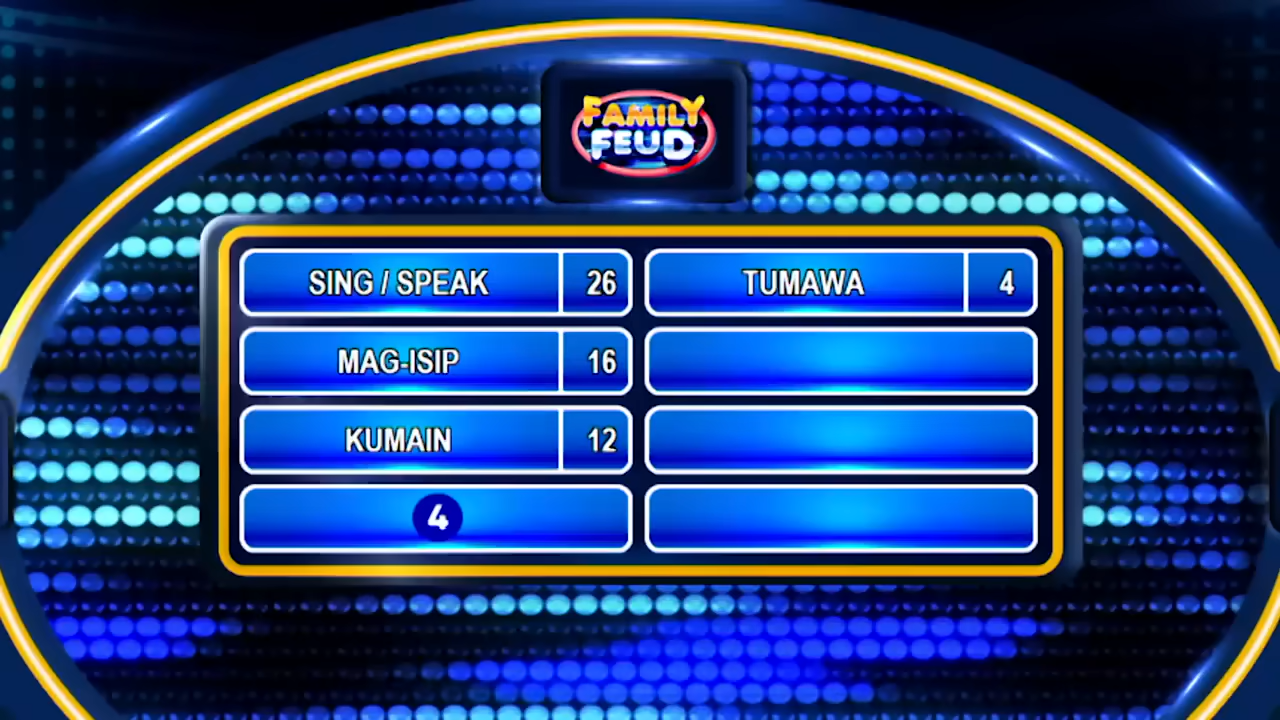 FAMILY
FEUD
SING / SPEAK 26
MAG-ISIP 16
KUMAIN 12
4
TUMAWA 4